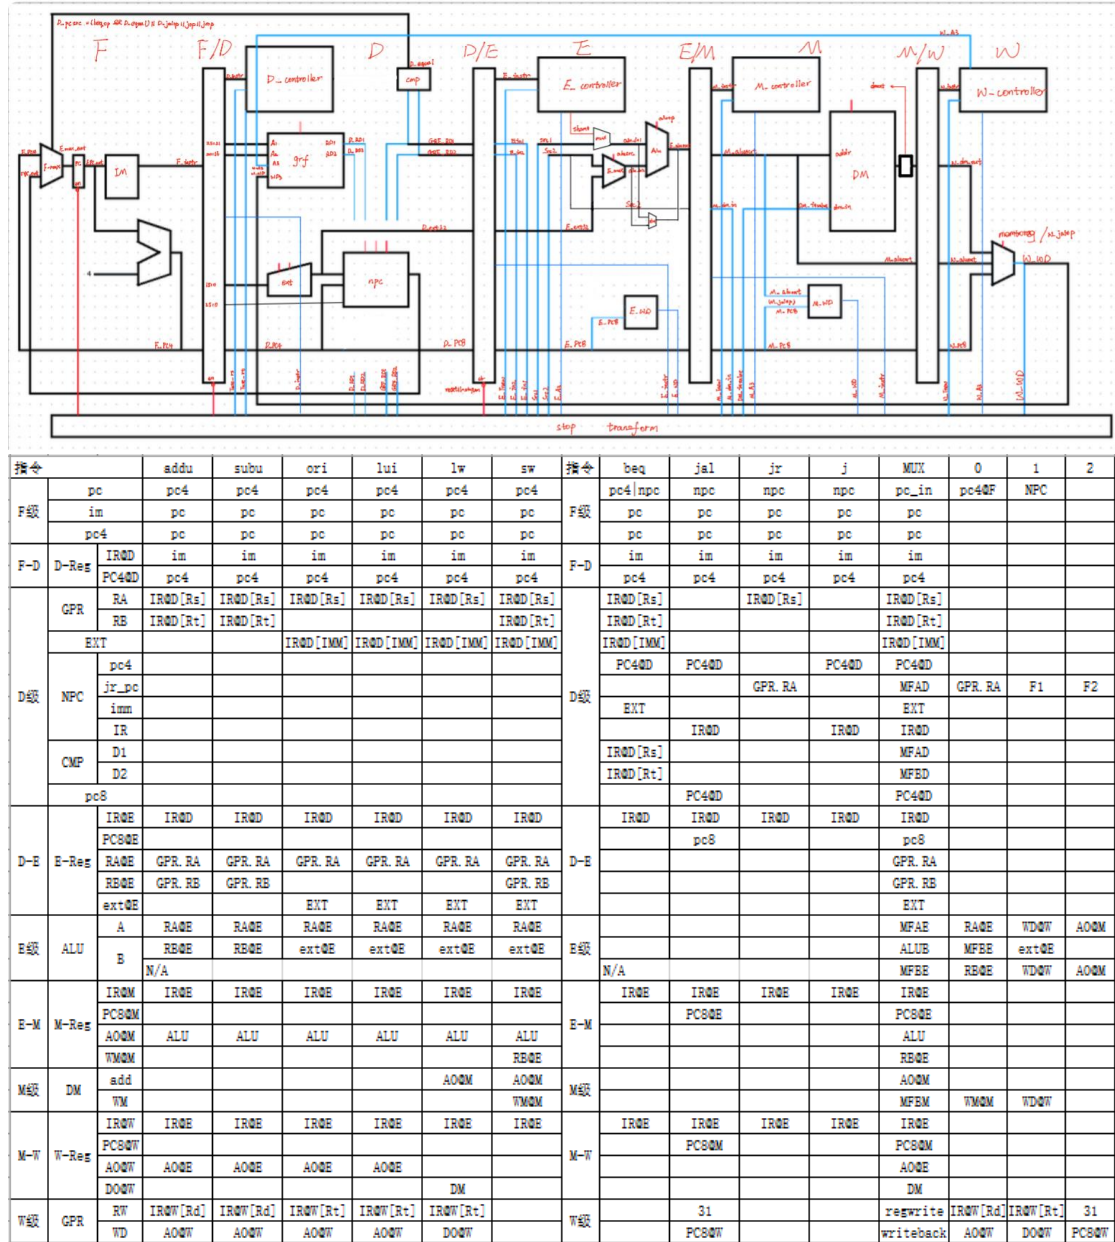 F F/D D D/E E E/M M M/W W
D_controller
E_controller
M_controller
W-controller
cmp
grf
A1
A2
A3
IM
DM
addr
4
ext
npc
E_WD
M_WD
W_WD
F_PC4
D_PC4
D_PC8
E_PC8
M_PC8
stop transform
指令 addu subu ori lui lw sw 指令 beq jal jr j MUX 0 1 2
F级 pc pc4 pc4 pc4 pc4 pc4 pc4 F级 pc4|npc npc npc npc pc_in pc4@F NPC
im pc pc pc pc pc pc pc pc pc pc pc
pc4 pc pc pc pc pc pc pc pc pc pc pc
F-D D-Reg IR@D im im im im im im F-D im im im im im
PC4@D pc4 pc4 pc4 pc4 pc4 pc4 pc4 pc4 pc4 pc4 pc4
D级 GPR RA IR@D[Rs] IR@D[Rs] IR@D[Rs] IR@D[Rs] IR@D[Rs] IR@D[Rs] D级 IR@D[Rs] IR@D[Rs] IR@D[Rs]
RB IR@D[Rt] IR@D[Rt] IR@D[Rt] IR@D[Rt] IR@D[Rt]
EXT IR@D[IMM] IR@D[IMM] IR@D[IMM] IR@D[IMM] IR@D[IMM] IR@D[IMM]
NPC pc4 PC4@D PC4@D PC4@D PC4@D
jr_pc GPR.RA MFAD GPR.RA F1 F2
imm EXT EXT
IR IR@D IR@D IR@D
CMP D1 IR@D[Rs] MFAD
D2 IR@D[Rt] MFBD
pc8 PC4@D PC4@D
D-E E-Reg IR@E IR@D IR@D IR@D IR@D IR@D IR@D D-E IR@D IR@D IR@D IR@D IR@D
PC8@E pc8 pc8
RA@E GPR.RA GPR.RA GPR.RA GPR.RA GPR.RA GPR.RA GPR.RA
RB@E GPR.RB GPR.RB GPR.RB GPR.RB
ext@E EXT EXT EXT EXT EXT
E级 ALU A RA@E RA@E RA@E RA@E RA@E RA@E E级 MFAE RA@E WD@W AO@M
B RB@E RB@E ext@E ext@E ext@E ext@E ALUB MFBE ext@E
N/A N/A MFBE RB@E WD@W AO@M
E-M M-Reg IR@M IR@E IR@E IR@E IR@E IR@E IR@E E-M IR@E IR@E IR@E IR@E IR@E
PC8@M PC8@E PC8@E
AO@M ALU ALU ALU ALU ALU ALU ALU
WM@M RB@E RB@E
M级 DM add AO@M AO@M M级 AO@M
WM WM@M MFBM WM@M WD@W
M-W W-Reg IR@W IR@E IR@E IR@E IR@E IR@E IR@E M-W IR@E IR@E IR@E IR@E IR@E
PC8@W PC8@M PC8@M
AO@W AO@E AO@E AO@E AO@E AO@E
DO@W DM DM
W级 GPR RW IR@W[Rd] IR@W[Rd] IR@W[Rt] IR@W[Rt] IR@W[Rt] W级 31 regwrite IR@W[Rd] IR@W[Rt] 31
WD AO@W AO@W AO@W AO@W DO@W PC8@W writeback AO@W DO@W PC8@W